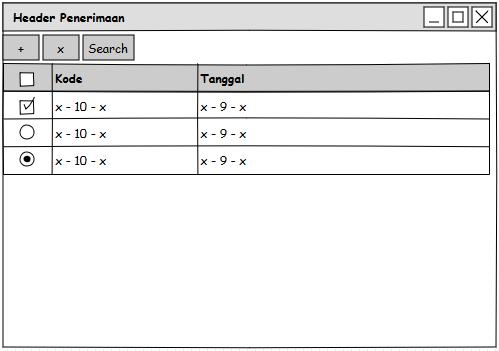 Header Penerimaan
+ x Search
Kode Tanggal
x - 10 - x x - 9 - x
x - 10 - x x - 9 - x
x - 10 - x x - 9 - x